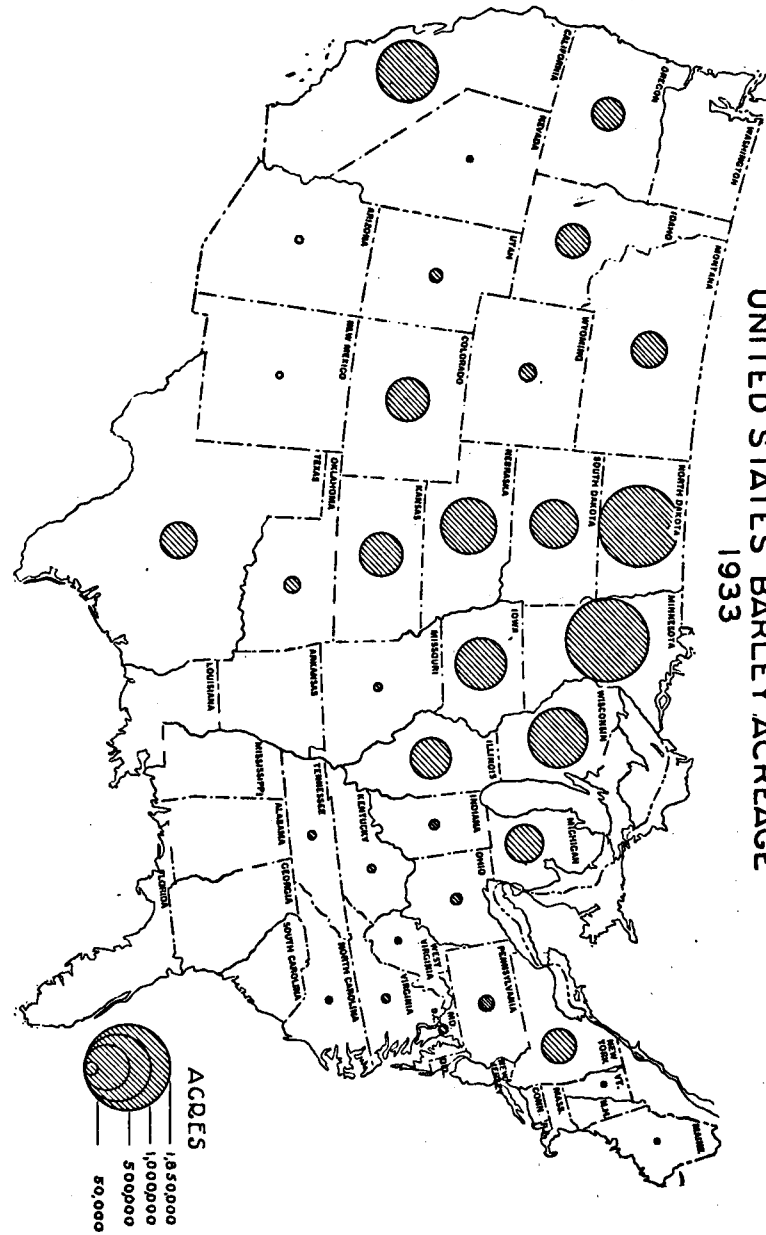 UNITED STATES BARLEY ACREAGE
1933
WASHINGTON
OREGON
CALIFORNIA
NEVADA
IDAHO
MONTANA
WYOMING
UTAH
ARIZONA
COLORADO
NEW MEXICO
NORTH DAKOTA
SOUTH DAKOTA
NEBRASKA
KANSAS
OKLAHOMA
TEXAS
MINNESOTA
IOWA
MISSOURI
ARKANSAS
LOUISIANA
WISCONSIN
ILLINOIS
MICHIGAN
INDIANA
OHIO
KENTUCKY
TENNESSEE
MISSISSIPPI
ALABAMA
GEORGIA
FLORIDA
SOUTH CAROLINA
NORTH CAROLINA
VIRGINIA
WEST
VIRGINIA
MD.
DEL.
PENNSYLVANIA
NEW
YORK
VT.
MASS.
CONN.
MAINE
ACRES
1,850,000
1,000,000
500,000
50,000